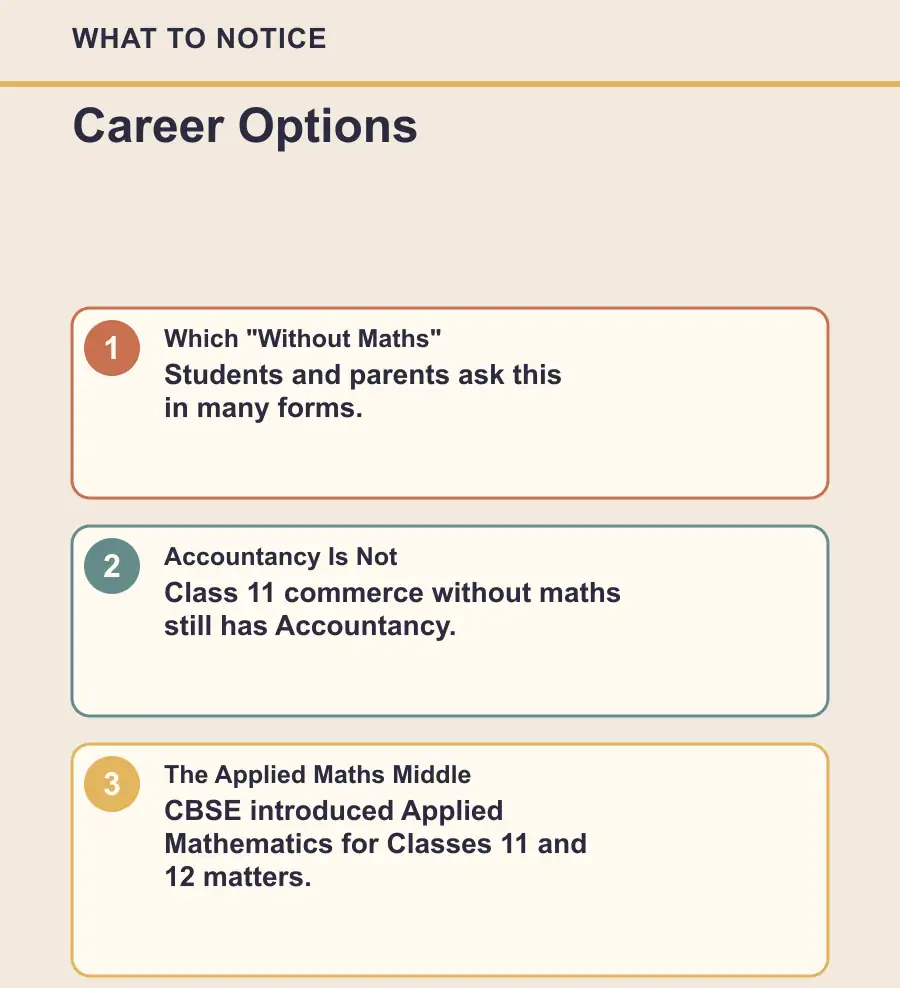 WHAT TO NOTICE
Career Options
1
Which "Without Maths"
Students and parents ask this
in many forms.
2
Accountancy Is Not
Class 11 commerce without maths
still has Accountancy.
3
The Applied Maths Middle
CBSE introduced Applied
Mathematics for Classes 11 and
12 matters.